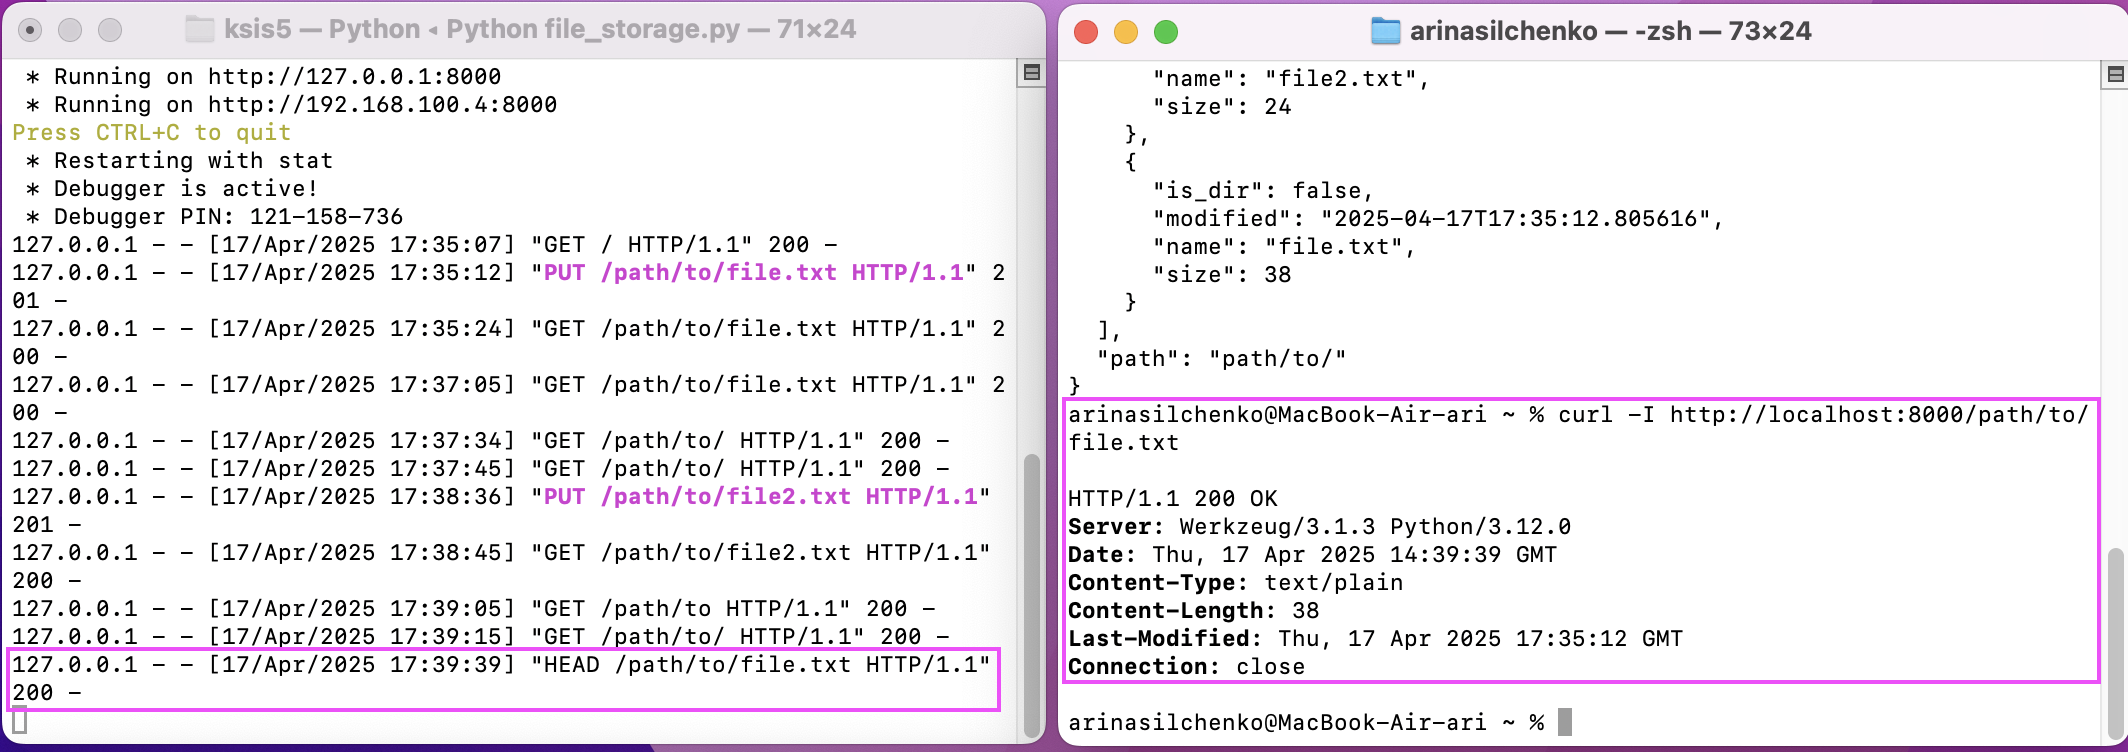 ksis5 — Python ◂ Python file_storage.py — 71×24
 * Running on http://127.0.0.1:8000
 * Running on http://192.168.100.4:8000
Press CTRL+C to quit
 * Restarting with stat
 * Debugger is active!
 * Debugger PIN: 121-158-736
127.0.0.1 - - [17/Apr/2025 17:35:07] "GET / HTTP/1.1" 200 -
127.0.0.1 - - [17/Apr/2025 17:35:12] "PUT /path/to/file.txt HTTP/1.1" 2
01 -
127.0.0.1 - - [17/Apr/2025 17:35:24] "GET /path/to/file.txt HTTP/1.1" 2
00 -
127.0.0.1 - - [17/Apr/2025 17:37:05] "GET /path/to/file.txt HTTP/1.1" 2
00 -
127.0.0.1 - - [17/Apr/2025 17:37:34] "GET /path/to/ HTTP/1.1" 200 -
127.0.0.1 - - [17/Apr/2025 17:37:45] "GET /path/to/ HTTP/1.1" 200 -
127.0.0.1 - - [17/Apr/2025 17:38:36] "PUT /path/to/file2.txt HTTP/1.1"
201 -
127.0.0.1 - - [17/Apr/2025 17:38:45] "GET /path/to/file2.txt HTTP/1.1"
200 -
127.0.0.1 - - [17/Apr/2025 17:39:05] "GET /path/to HTTP/1.1" 200 -
127.0.0.1 - - [17/Apr/2025 17:39:15] "GET /path/to/ HTTP/1.1" 200 -
127.0.0.1 - - [17/Apr/2025 17:39:39] "HEAD /path/to/file.txt HTTP/1.1"
200 -
arinasilchenko — -zsh — 73×24
      "name": "file2.txt",
      "size": 24
    },
    {
      "is_dir": false,
      "modified": "2025-04-17T17:35:12.805616",
      "name": "file.txt",
      "size": 38
    }
  ],
  "path": "path/to/"
}
arinasilchenko@MacBook-Air-ari ~ % curl -I http://localhost:8000/path/to/
file.txt
HTTP/1.1 200 OK
Server: Werkzeug/3.1.3 Python/3.12.0
Date: Thu, 17 Apr 2025 14:39:39 GMT
Content-Type: text/plain
Content-Length: 38
Last-Modified: Thu, 17 Apr 2025 17:35:12 GMT
Connection: close
arinasilchenko@MacBook-Air-ari ~ %